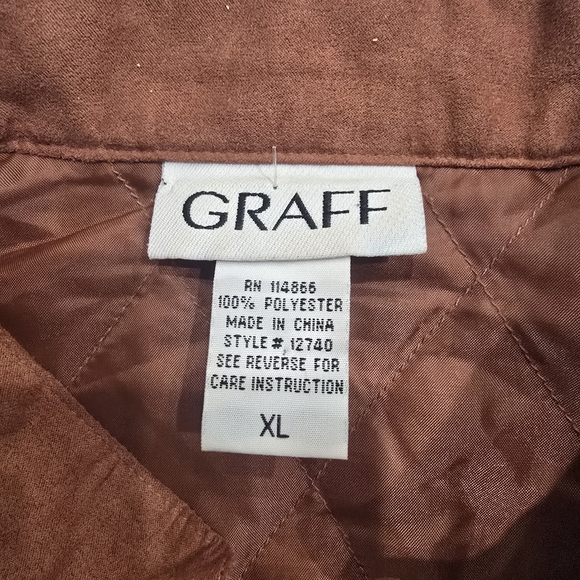 GRAFF
RN 114866
100% POLYESTER
MADE IN CHINA
STYLE# 12740
SEE REVERSE FOR
CARE INSTRUCTION
XL